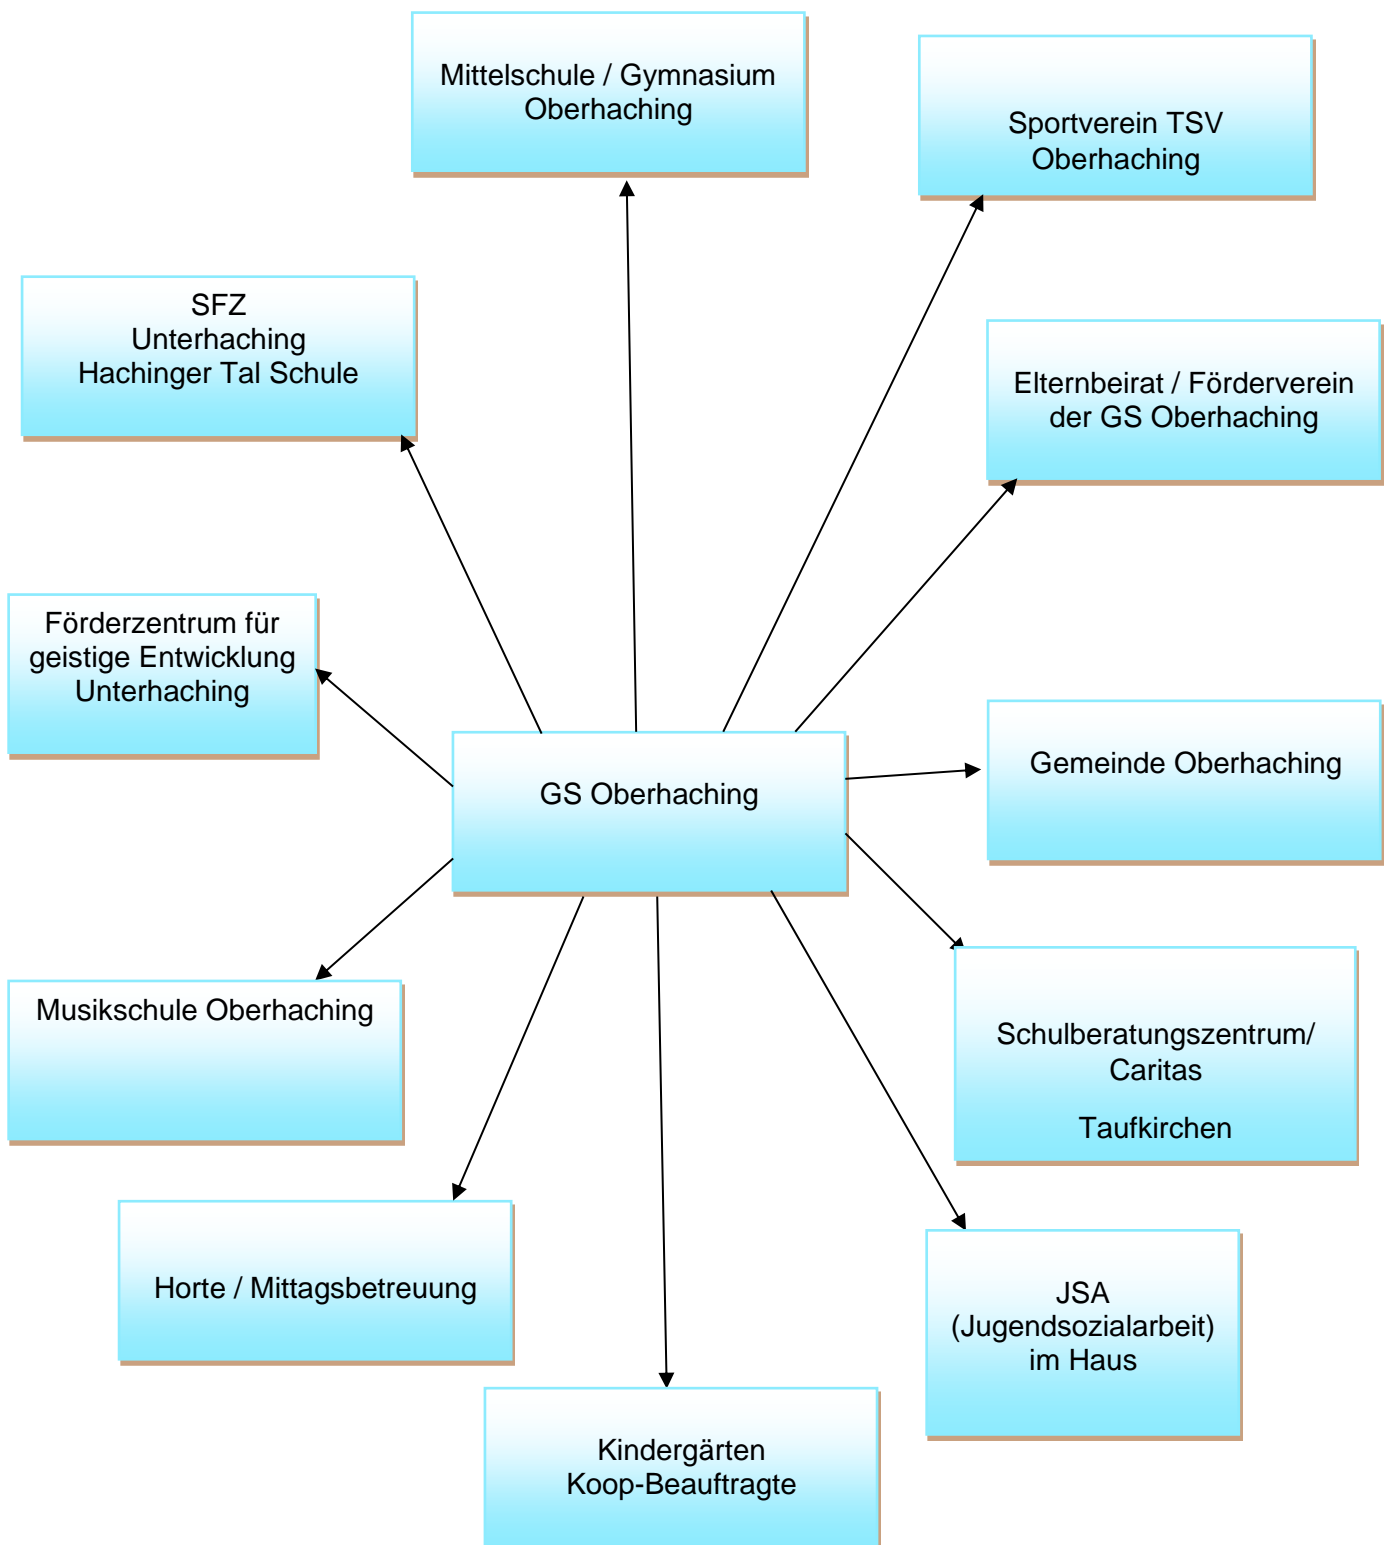 Mittelschule / Gymnasium
Oberhaching
Sportverein TSV
Oberhaching
SFZ
Unterhaching
Hachinger Tal Schule
Elternbeirat / Förderverein
der GS Oberhaching
Förderzentrum für
geistige Entwicklung
Unterhaching
GS Oberhaching
Gemeinde Oberhaching
Musikschule Oberhaching
Schulberatungszentrum/
Caritas
Taufkirchen
Horte / Mittagsbetreuung
JSA
(Jugendsozialarbeit)
im Haus
Kindergärten
Koop-Beauftragte